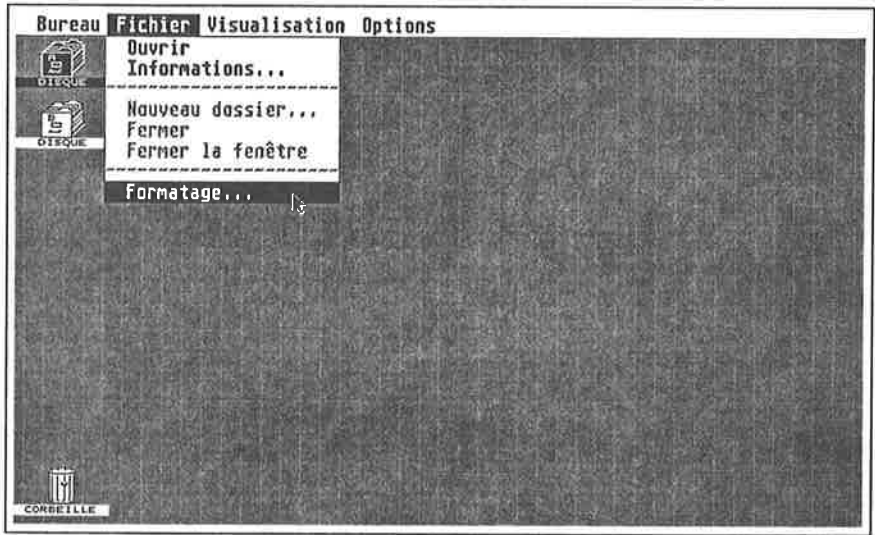 Bureau Fichier Visualisation Options
Ouvrir
Informations...
Nouveau dossier...
Fermer
Fermer la fenêtre
Formatage...
DISQUE
DISQUE
CORBEILLE